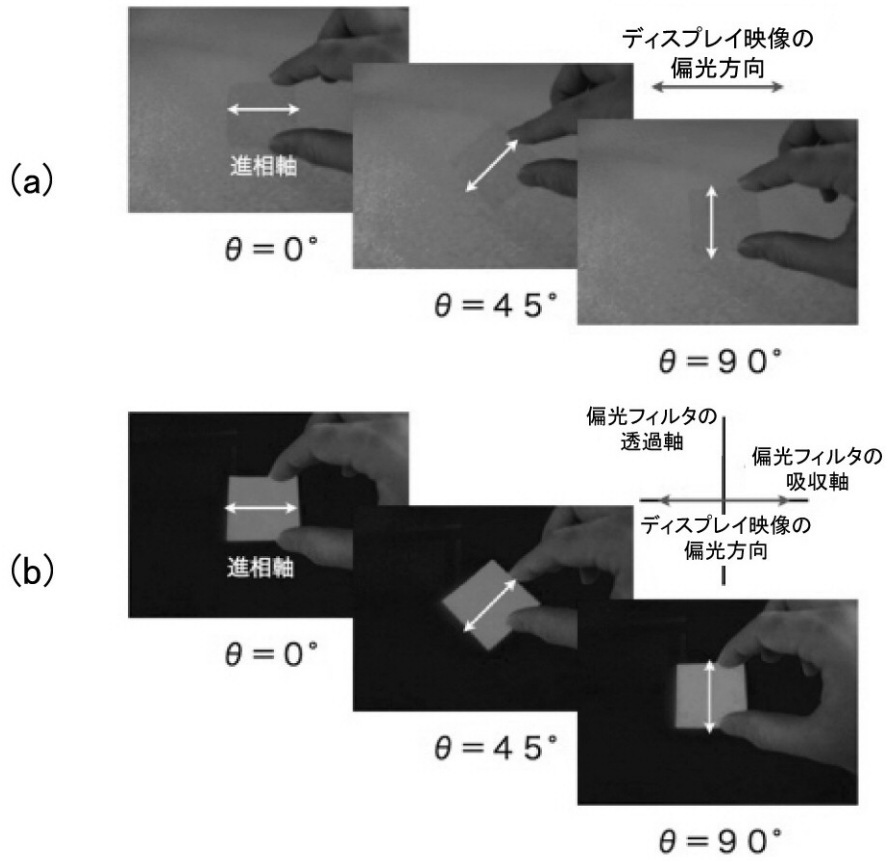 ディスプレイ映像の
偏光方向
(a)
進相軸
θ＝0°
θ＝４５°
θ＝９０°
偏光フィルタの
透過軸
偏光フィルタの
吸収軸
ディスプレイ映像の
偏光方向
(b)
進相軸
θ＝0°
θ＝４５°
θ＝９０°